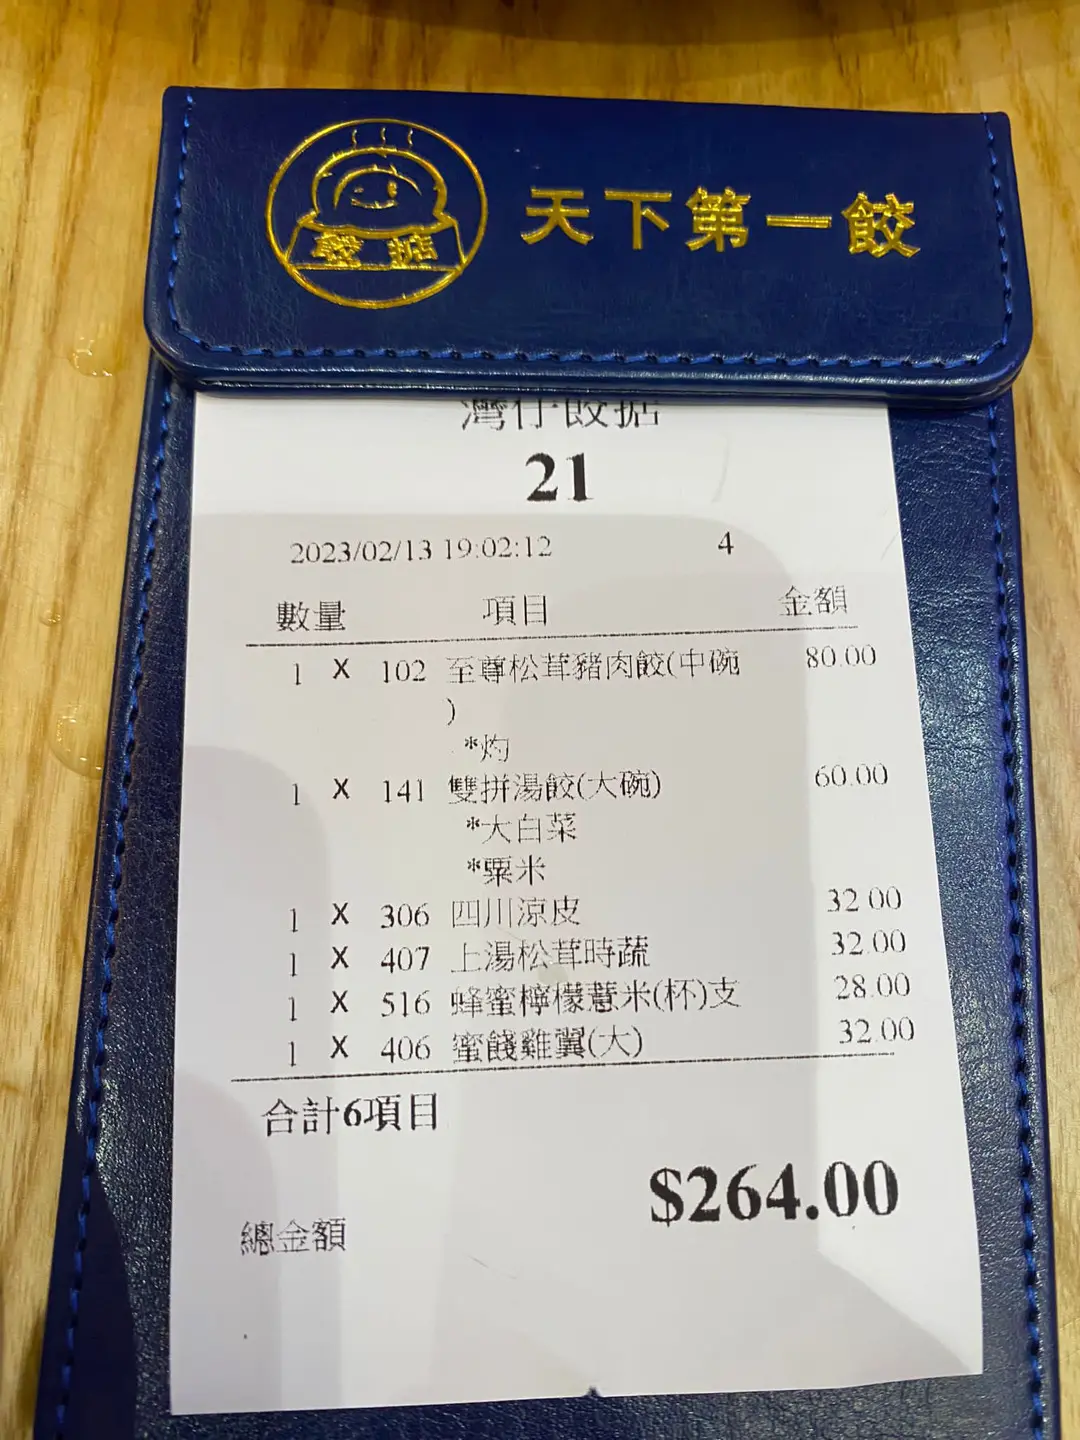 天下第一餃
灣仔餃掂
21
2023/02/13 19:02:12 4
數量 項目 金額
1 X 102 至尊松茸豬肉餃(中碗 80.00
)
*灼
1 X 141 雙拼湯餃(大碗) 60.00
*大白菜
*粟米
1 X 306 四川涼皮 32.00
1 X 407 上湯松茸時蔬 32.00
1 X 516 蜂蜜檸檬薏米(杯)支 28.00
1 X 406 蜜餞雞翼(大) 32.00
合計6項目
$264.00
總金額